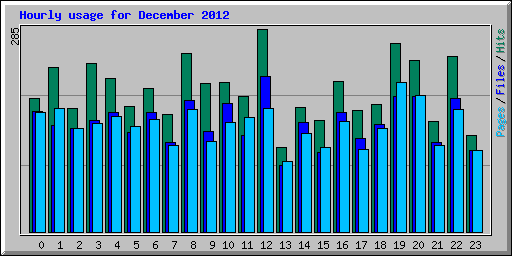 Hourly usage for December 2012
285
Pages / Files / Hits
0 1 2 3 4 5 6 7 8 9 10 11 12 13 14 15 16 17 18 19 20 21 22 23